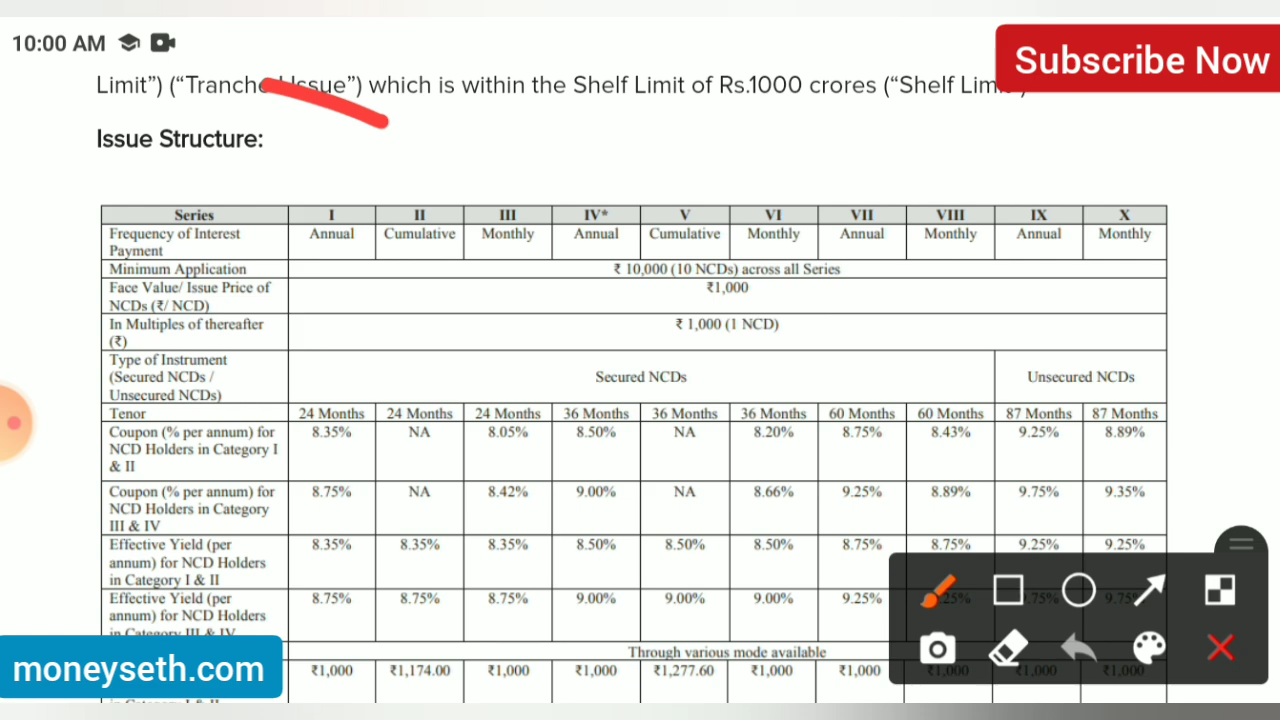 10:00 AM
Subscribe Now
Limit”) (“Tranche Issue”) which is within the Shelf Limit of Rs.1000 crores (“Shelf Limit”)
Issue Structure:
Series I II III IV* V VI VII VIII IX X
Frequency of Interest Payment Annual Cumulative Monthly Annual Cumulative Monthly Annual Monthly Annual Monthly
Minimum Application ₹ 10,000 (10 NCDs) across all Series
Face Value/ Issue Price of NCDs (₹/ NCD) ₹1,000
In Multiples of thereafter (₹) ₹ 1,000 (1 NCD)
Type of Instrument (Secured NCDs / Unsecured NCDs) Secured NCDs Unsecured NCDs
Tenor 24 Months 24 Months 24 Months 36 Months 36 Months 36 Months 60 Months 60 Months 87 Months 87 Months
Coupon (% per annum) for NCD Holders in Category I & II 8.35% NA 8.05% 8.50% NA 8.20% 8.75% 8.43% 9.25% 8.89%
Coupon (% per annum) for NCD Holders in Category III & IV 8.75% NA 8.42% 9.00% NA 8.66% 9.25% 8.89% 9.75% 9.35%
Effective Yield (per annum) for NCD Holders in Category I & II 8.35% 8.35% 8.35% 8.50% 8.50% 8.50% 8.75% 8.75% 9.25% 9.25%
Effective Yield (per annum) for NCD Holders in Category III & IV 8.75% 8.75% 8.75% 9.00% 9.00% 9.00% 9.25%
Through various mode available
₹1,000 ₹1,174.00 ₹1,000 ₹1,000 ₹1,277.60 ₹1,000 ₹1,000 ₹1,000 ₹1,000 ₹1,000
moneyseth.com